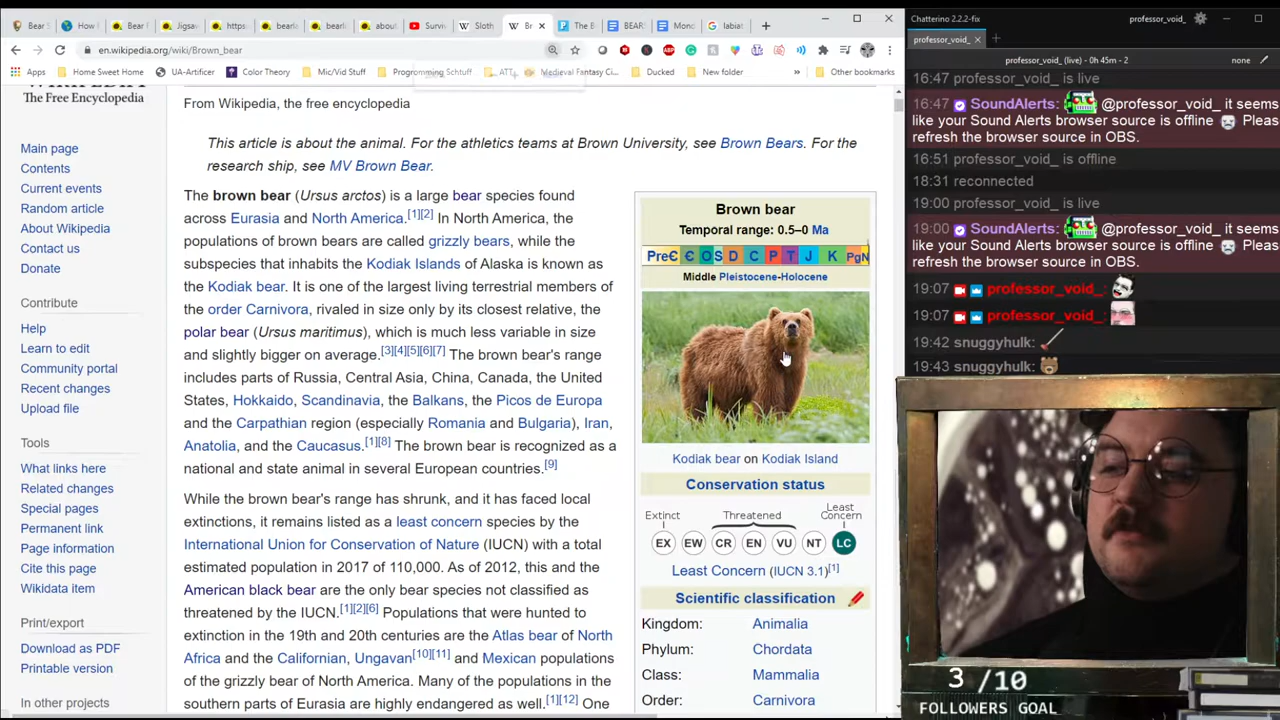 Bear S
How I
Bear I
Jigsaw
https:
bearla
bearla
about
Surviv
Sloth
Br
The B
BEAR
Mono
labiat
Chatterino 2.2.2-fix
professor_void_
professor_void_
en.wikipedia.org/wiki/Brown_bear
professor_void_ (live) - 0h 45m - 2
none
Apps
Home Sweet Home
UA-Artificer
Color Theory
Mic/Vid Stuff
Programming Schtuff
ATT
Medieval Fantasy Ci
Ducked
New folder
»
Other bookmarks
WIKIPEDIA
The Free Encyclopedia
Main page
Contents
Current events
Random article
About Wikipedia
Contact us
Donate
Contribute
Help
Learn to edit
Community portal
Recent changes
Upload file
Tools
What links here
Related changes
Special pages
Permanent link
Page information
Cite this page
Wikidata item
Print/export
Download as PDF
Printable version
In other projects
From Wikipedia, the free encyclopedia
This article is about the animal. For the athletics teams at Brown University, see Brown Bears. For the
research ship, see MV Brown Bear.
The brown bear (Ursus arctos) is a large bear species found
across Eurasia and North America.[1][2] In North America, the
populations of brown bears are called grizzly bears, while the
subspecies that inhabits the Kodiak Islands of Alaska is known as
the Kodiak bear. It is one of the largest living terrestrial members of
the order Carnivora, rivaled in size only by its closest relative, the
polar bear (Ursus maritimus), which is much less variable in size
and slightly bigger on average.[3][4][5][6][7] The brown bear's range
includes parts of Russia, Central Asia, China, Canada, the United
States, Hokkaido, Scandinavia, the Balkans, the Picos de Europa
and the Carpathian region (especially Romania and Bulgaria), Iran,
Anatolia, and the Caucasus.[1][8] The brown bear is recognized as a
national and state animal in several European countries.[9]
While the brown bear's range has shrunk, and it has faced local
extinctions, it remains listed as a least concern species by the
International Union for Conservation of Nature (IUCN) with a total
estimated population in 2017 of 110,000. As of 2012, this and the
American black bear are the only bear species not classified as
threatened by the IUCN.[1][2][6] Populations that were hunted to
extinction in the 19th and 20th centuries are the Atlas bear of North
Africa and the Californian, Ungavan[10][11] and Mexican populations
of the grizzly bear of North America. Many of the populations in the
southern parts of Eurasia are highly endangered as well.[1][12] One
Brown bear
Temporal range: 0.5–0 Ma
PreꞒ Ꞓ O S D C P T J K PgN
Middle Pleistocene-Holocene
Kodiak bear on Kodiak Island
Conservation status
Extinct
Threatened
Least
Concern
EX EW CR EN VU NT LC
Least Concern (IUCN 3.1)[1]
Scientific classification
Kingdom: Animalia
Phylum: Chordata
Class: Mammalia
Order: Carnivora
16:47 professor_void_ is live
16:47 SoundAlerts: @professor_void_ it seems
like your Sound Alerts browser source is offline Please
refresh the browser source in OBS.
16:51 professor_void_ is offline
18:31 reconnected
19:00 professor_void_ is live
19:00 SoundAlerts: @professor_void_ it seems
like your Sound Alerts browser source is offline Please
refresh the browser source in OBS.
19:07 professor_void_:
19:07 professor_void_:
19:42 snuggyhulk:
19:43 snuggyhulk:
3 /10
FOLLOWERS GOAL